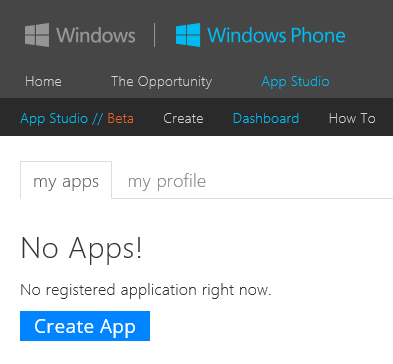 Windows | Windows Phone
Home The Opportunity App Studio
App Studio // Beta Create Dashboard How To
my apps my profile
No Apps!
No registered application right now.
Create App